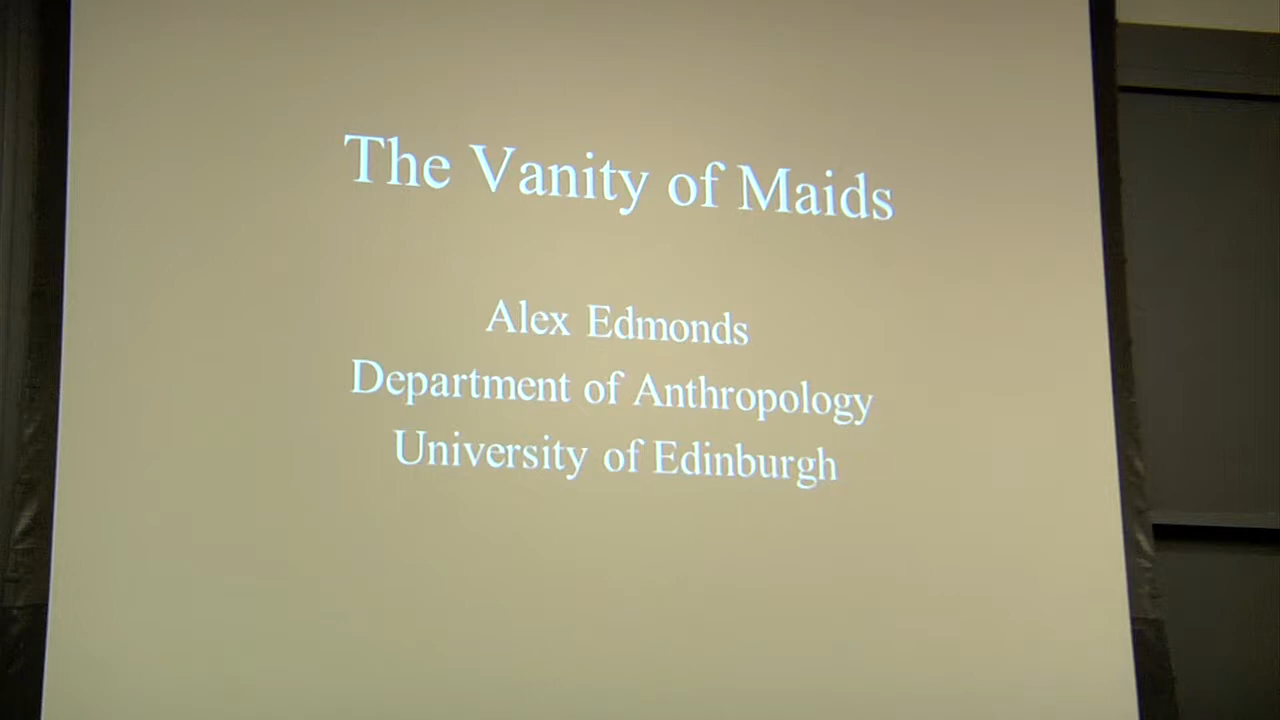 The Vanity of Maids
Alex Edmonds
Department of Anthropology
University of Edinburgh